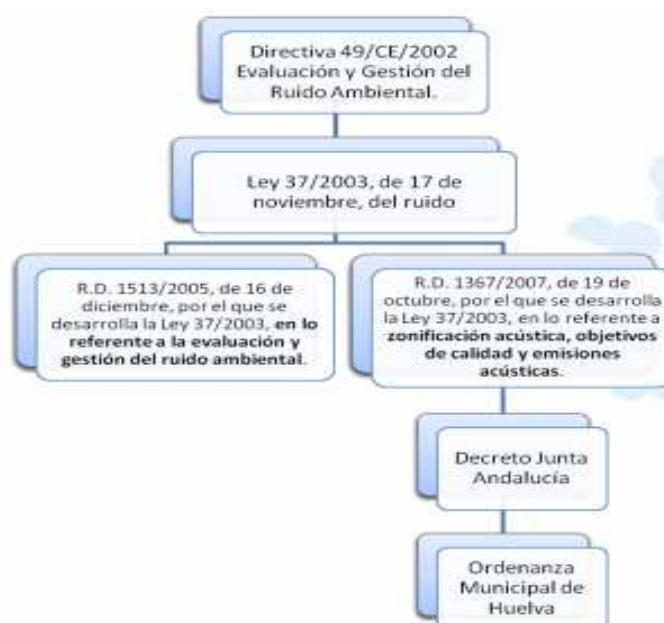 Directiva 49/CE/2002
Evaluación y Gestión del
Ruido Ambiental.
Ley 37/2003, de 17 de
noviembre, del ruido
R.D. 1513/2005, de 16 de
diciembre, por el que se
desarrolla la Ley 37/2003, en lo
referente a la evaluación y
gestión del ruido ambiental.
R.D. 1367/2007, de 19 de
octubre, por el que se desarrolla
la Ley 37/2003, en lo referente a
zonificación acústica, objetivos
de calidad y emisiones
acústicas.
Decreto Junta
Andalucía
Ordenanza
Municipal de
Huelva